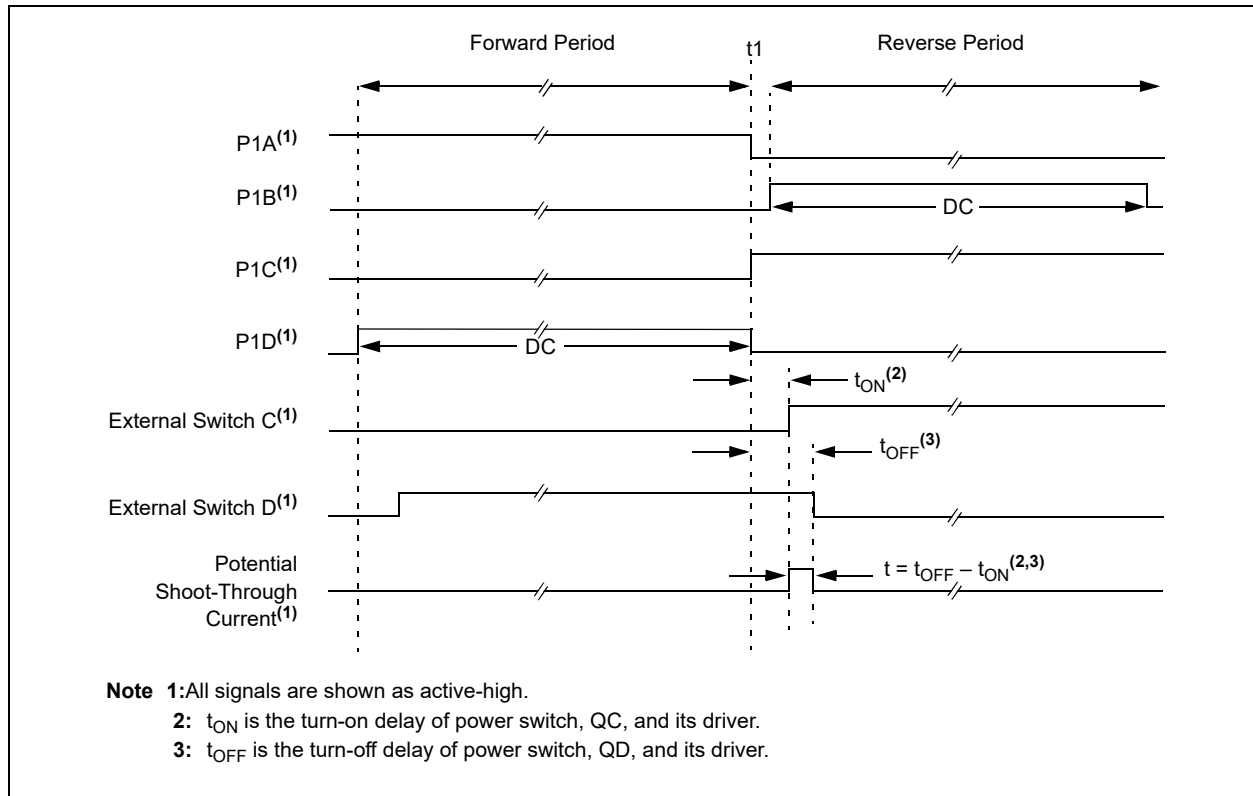 Forward Period
t1
Reverse Period
P1A(1)
P1B(1)
DC
P1C(1)
P1D(1)
DC
tON(2)
External Switch C(1)
tOFF(3)
External Switch D(1)
Potential
Shoot-Through
Current(1)
t = tOFF – tON(2,3)
Note 1:All signals are shown as active-high.
2: tON is the turn-on delay of power switch, QC, and its driver.
3: tOFF is the turn-off delay of power switch, QD, and its driver.